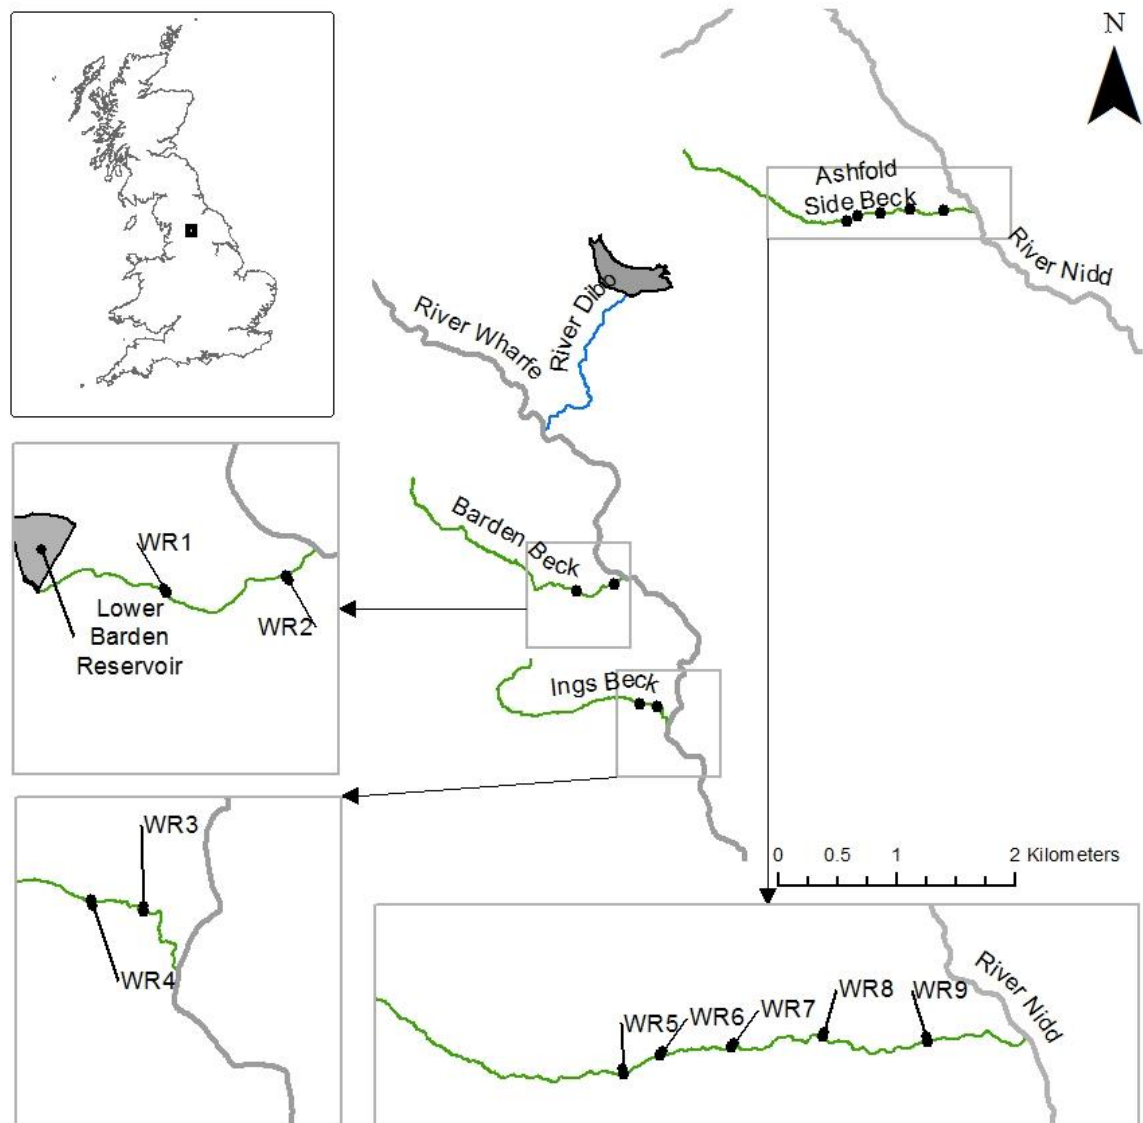 N
Ashfold
Side Beck
River Nidd
River Dibb
River Wharfe
Barden Beck
WR1
Lower
Barden
Reservoir
WR2
Ings Beck
WR3
WR4
0 0.5 1 2 Kilometers
River Nidd
WR5
WR6
WR7
WR8
WR9